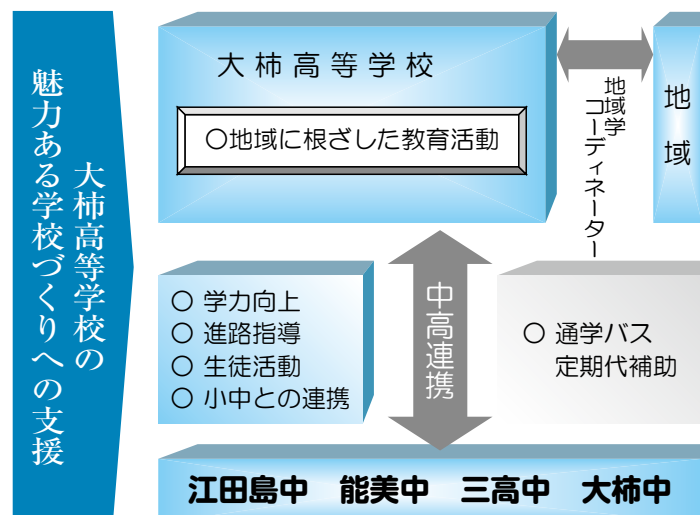 大柿高等学校の
魅力ある学校づくりへの支援
大柿高等学校
〇地域に根ざした教育活動
地域学
コーディネーター
地域
〇 学力向上
〇 進路指導
〇 生徒活動
〇 小中との連携
中高連携
〇 通学バス
定期代補助
江田島中 能美中 三高中 大柿中